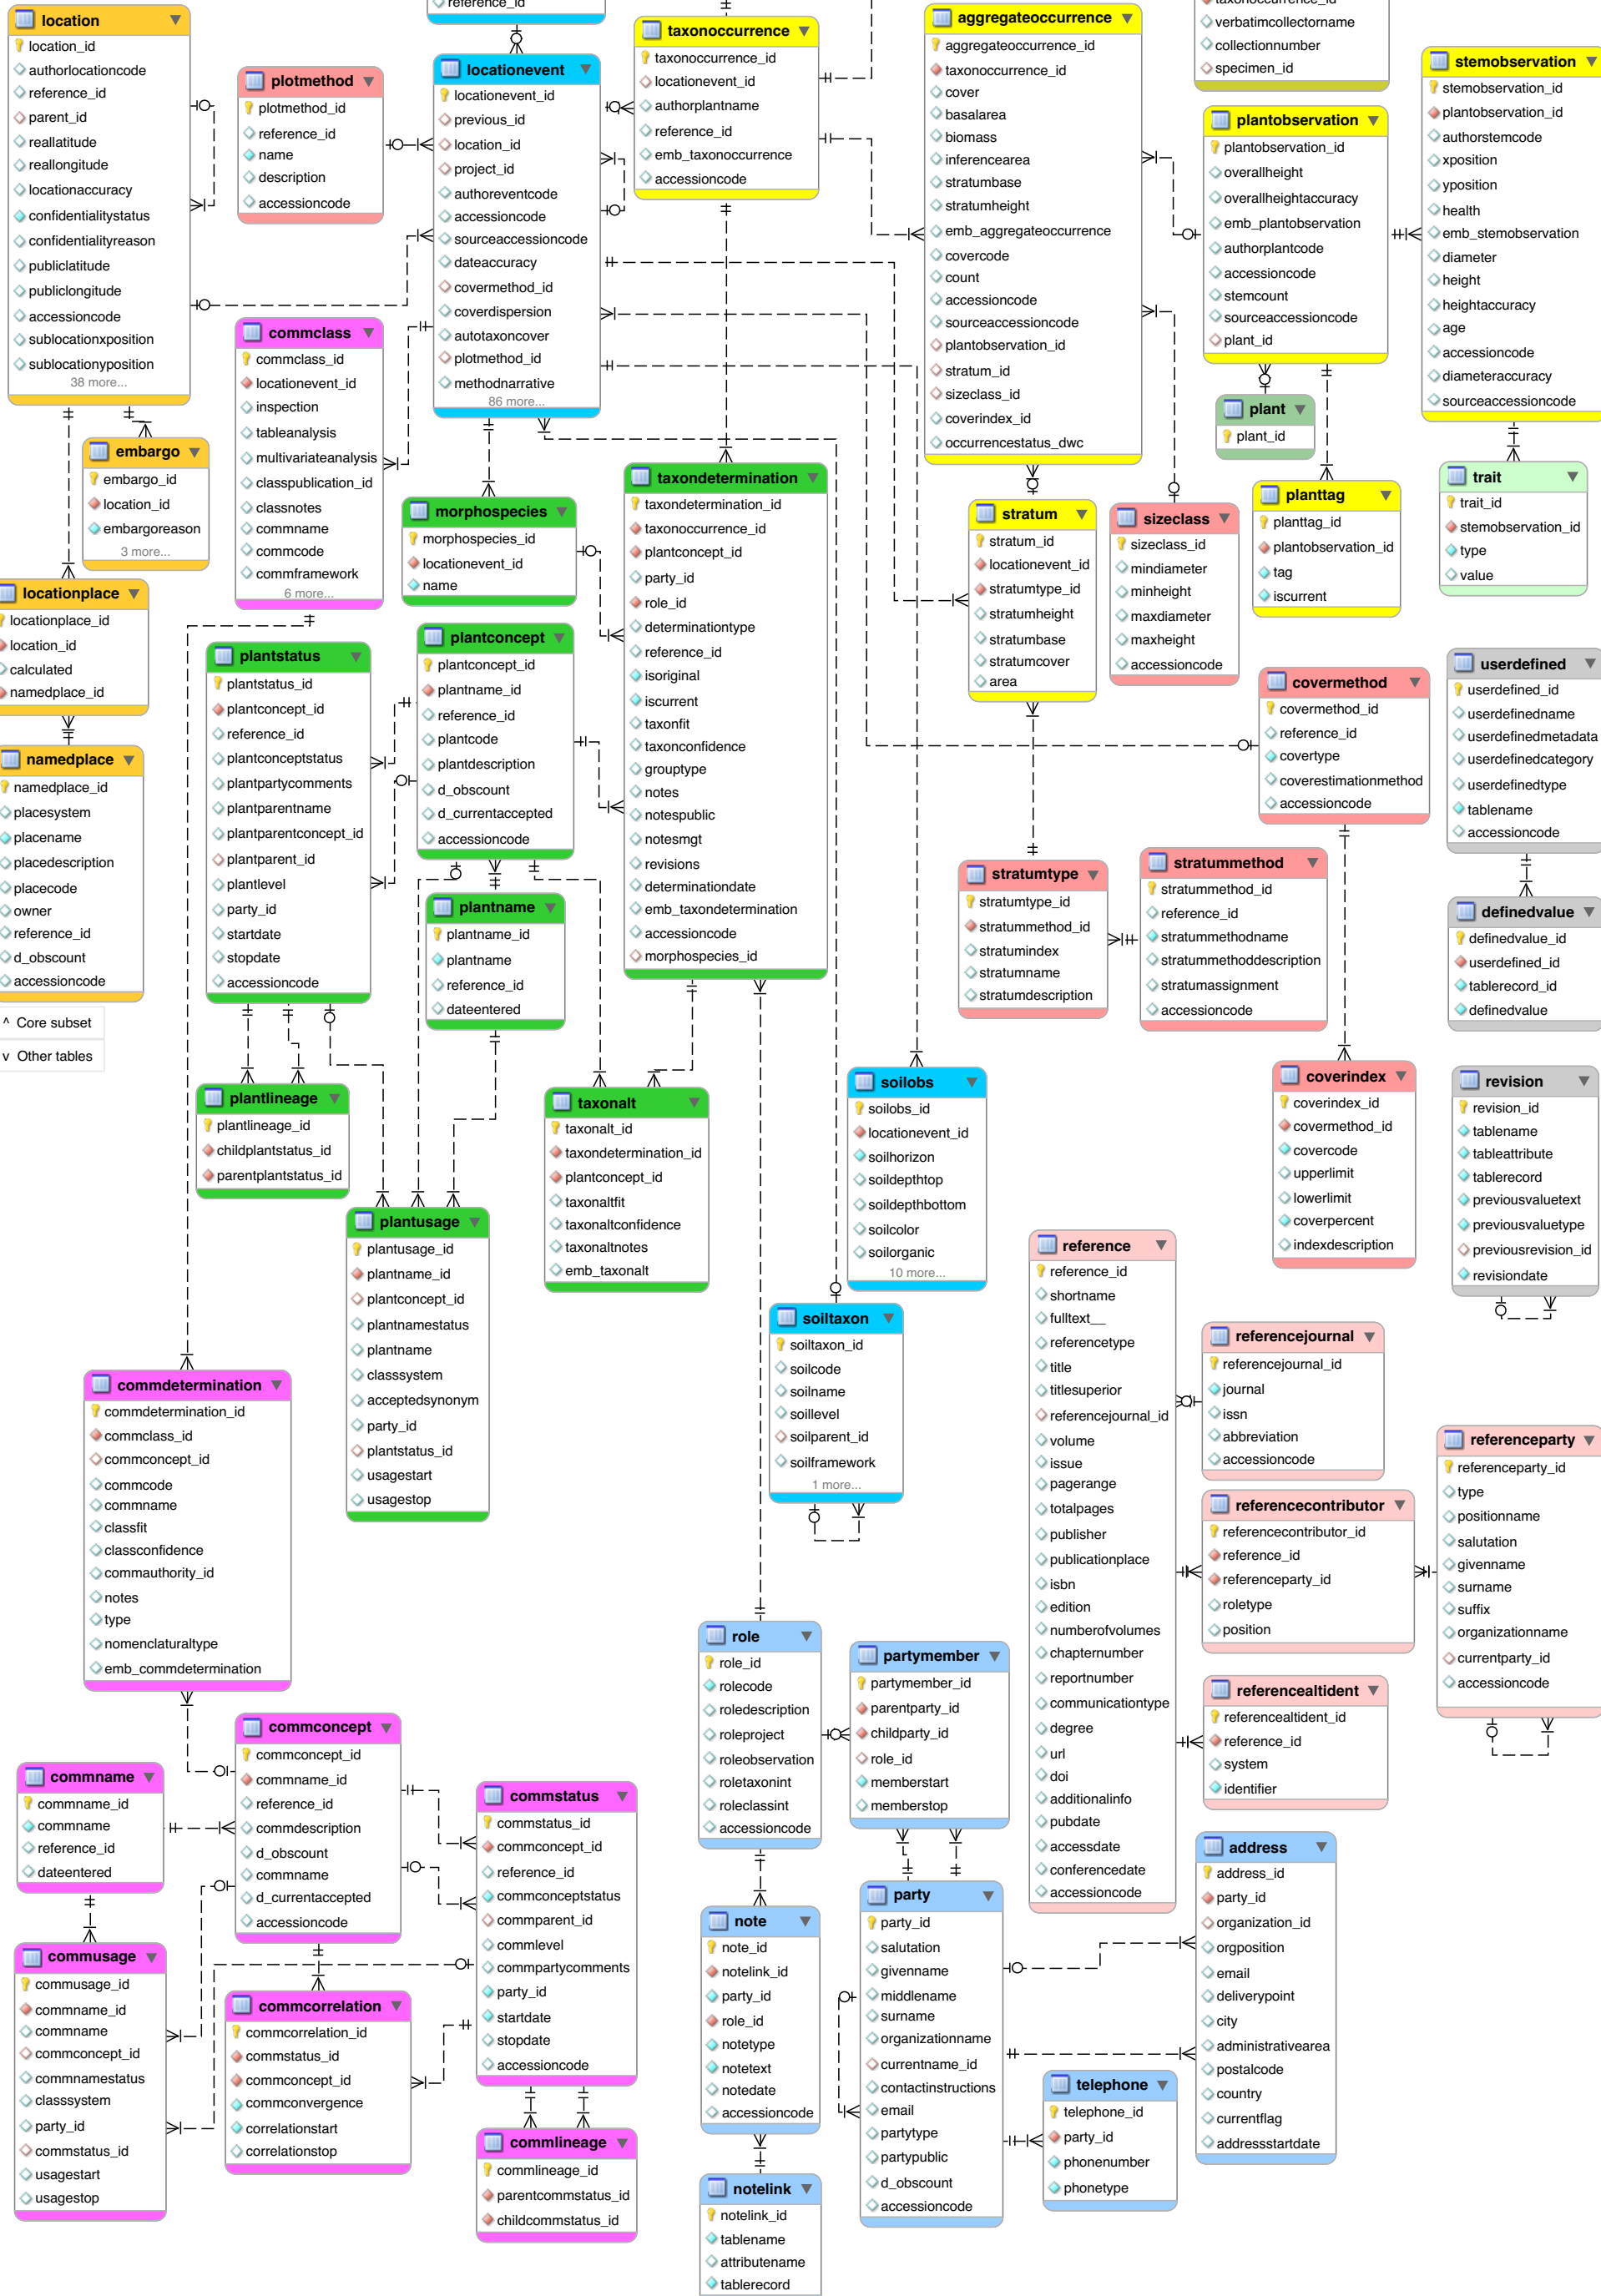 reference_id
location
location_id
authorlocationcode
reference_id
parent_id
reallatitude
reallongitude
locationaccuracy
confidentialitystatus
confidentialityreason
publiclatitude
publiclongitude
accessioncode
sublocationxposition
sublocationyposition
38 more...
plotmethod
plotmethod_id
reference_id
name
description
accessioncode
locationevent
locationevent_id
previous_id
location_id
project_id
authoreventcode
accessioncode
sourceaccessioncode
dateaccuracy
covermethod_id
coverdispersion
autotaxoncover
plotmethod_id
methodnarrative
86 more...
taxonoccurrence
taxonoccurrence_id
locationevent_id
authorplantname
reference_id
emb_taxonoccurrence
accessioncode
aggregateoccurrence
aggregateoccurrence_id
taxonoccurrence_id
cover
basalarea
biomass
inferencearea
stratumbase
stratumheight
emb_aggregateoccurrence
covercode
count
accessioncode
sourceaccessioncode
plantobservation_id
stratum_id
sizeclass_id
coverindex_id
occurrencestatus_dwc
taxonoccurrence_id
verbatimcollectorname
collectionnumber
specimen_id
plantobservation
plantobservation_id
overallheight
overallheightaccuracy
emb_plantobservation
authorplantcode
accessioncode
stemcount
sourceaccessioncode
plant_id
stemobservation
stemobservation_id
plantobservation_id
authorstemcode
xposition
yposition
health
emb_stemobservation
diameter
height
heightaccuracy
age
accessioncode
diameteraccuracy
sourceaccessioncode
commclass
commclass_id
locationevent_id
inspection
tableanalysis
multivariateanalysis
classpublication_id
classnotes
commname
commcode
commframework
6 more...
embargo
embargo_id
location_id
embargoreason
3 more...
plant
plant_id
planttag
planttag_id
plantobservation_id
tag
iscurrent
trait
trait_id
stemobservation_id
type
value
morphospecies
morphospecies_id
locationevent_id
name
taxondetermination
taxondetermination_id
taxonoccurrence_id
plantconcept_id
party_id
role_id
determinationtype
reference_id
isoriginal
iscurrent
taxonfit
taxonconfidence
grouptype
notes
notespublic
notesmgt
revisions
determinationdate
emb_taxondetermination
accessioncode
morphospecies_id
stratum
stratum_id
locationevent_id
stratumtype_id
stratumheight
stratumbase
stratumcover
area
sizeclass
sizeclass_id
mindiameter
minheight
maxdiameter
maxheight
accessioncode
locationplace
locationplace_id
location_id
calculated
namedplace_id
plantstatus
plantstatus_id
plantconcept_id
reference_id
plantconceptstatus
plantpartycomments
plantparentname
plantparentconcept_id
plantparent_id
plantlevel
party_id
startdate
stopdate
accessioncode
plantconcept
plantconcept_id
plantname_id
reference_id
plantcode
plantdescription
d_obscount
d_currentaccepted
accessioncode
covermethod
covermethod_id
reference_id
covertype
coverestimationmethod
accessioncode
userdefined
userdefined_id
userdefinedname
userdefinedmetadata
userdefinedcategory
userdefinedtype
tablename
accessioncode
namedplace
namedplace_id
placesystem
placename
placedescription
placecode
owner
reference_id
d_obscount
accessioncode
^ Core subset
v Other tables
plantname
plantname_id
plantname
reference_id
dateentered
stratumtype
stratumtype_id
stratummethod_id
stratumindex
stratumname
stratumdescription
stratummethod
stratummethod_id
reference_id
stratummethodname
stratummethoddescription
stratumassignment
accessioncode
definedvalue
definedvalue_id
userdefined_id
tablerecord_id
definedvalue
plantlineage
plantlineage_id
childplantstatus_id
parentplantstatus_id
taxonalt
taxonalt_id
taxondetermination_id
plantconcept_id
taxonaltfit
taxonaltconfidence
taxonaltnotes
emb_taxonalt
soilobs
soilobs_id
locationevent_id
soilhorizon
soildepthtop
soildepthbottom
soilcolor
soilorganic
10 more...
coverindex
coverindex_id
covermethod_id
covercode
upperlimit
lowerlimit
coverpercent
indexdescription
revision
revision_id
tablename
tableattribute
tablerecord
previousvaluetext
previousvaluetype
previousrevision_id
revisiondate
plantusage
plantusage_id
plantname_id
plantconcept_id
plantnamestatus
plantname
classsystem
acceptedsynonym
party_id
plantstatus_id
usagestart
usagestop
soiltaxon
soiltaxon_id
soilcode
soilname
soillevel
soilparent_id
soilframework
1 more...
reference
reference_id
shortname
fulltext__
referencetype
title
titlesuperior
referencejournal_id
volume
issue
pagerange
totalpages
publisher
publicationplace
isbn
edition
numberofvolumes
chapternumber
reportnumber
communicationtype
degree
url
doi
additionalinfo
pubdate
accessdate
conferencedate
accessioncode
referencejournal
referencejournal_id
journal
issn
abbreviation
accessioncode
referencecontributor
referencecontributor_id
reference_id
referenceparty_id
roletype
position
referenceparty
referenceparty_id
type
positionname
salutation
givenname
surname
suffix
organizationname
currentparty_id
accessioncode
referencealtident
referencealtident_id
reference_id
system
identifier
commdetermination
commdetermination_id
commclass_id
commconcept_id
commcode
commname
classfit
classconfidence
commauthority_id
notes
type
nomenclaturaltype
emb_commdetermination
role
role_id
rolecode
roledescription
roleproject
roleobservation
roletaxonint
roleclassint
accessioncode
partymember
partymember_id
parentparty_id
childparty_id
role_id
memberstart
memberstop
commname
commname_id
commname
reference_id
dateentered
commconcept
commconcept_id
commname_id
reference_id
commdescription
d_obscount
commname
d_currentaccepted
accessioncode
commstatus
commstatus_id
commconcept_id
reference_id
commconceptstatus
commparent_id
commlevel
commpartycomments
party_id
startdate
stopdate
accessioncode
note
note_id
notelink_id
party_id
role_id
notetype
notetext
notedate
accessioncode
party
party_id
salutation
givenname
middlename
surname
organizationname
currentname_id
contactinstructions
email
partytype
partypublic
d_obscount
accessioncode
address
address_id
party_id
organization_id
orgposition
email
deliverypoint
city
administrativearea
postalcode
country
currentflag
addressstartdate
commusage
commusage_id
commname_id
commname
commconcept_id
commnamestatus
classsystem
party_id
commstatus_id
usagestart
usagestop
commcorrelation
commcorrelation_id
commstatus_id
commconcept_id
commconvergence
correlationstart
correlationstop
commlineage
commlineage_id
parentcommstatus_id
childcommstatus_id
telephone
telephone_id
party_id
phonenumber
phonetype
notelink
notelink_id
tablename
attributename
tablerecord